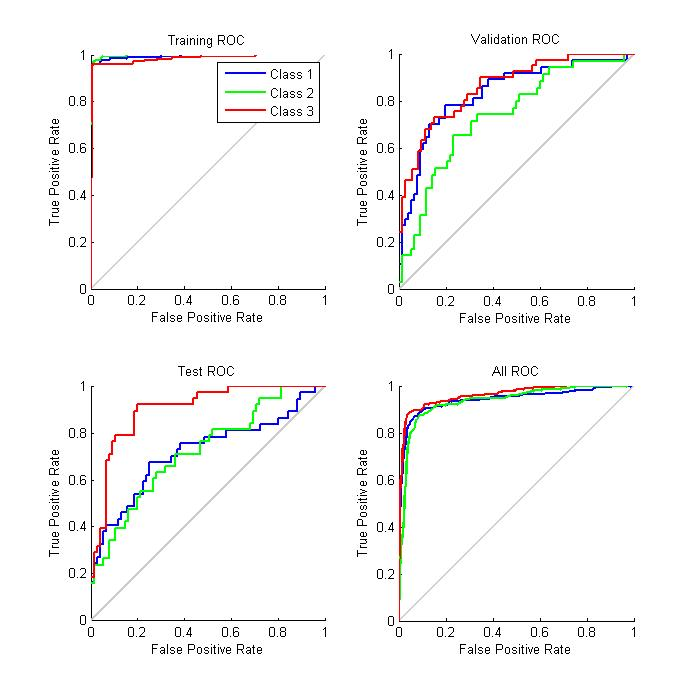 Training ROC
1
0.8
0.6
0.4
0.2
0
True Positive Rate
Class 1
Class 2
Class 3
0 0.2 0.4 0.6 0.8 1
False Positive Rate
Validation ROC
1
0.8
0.6
0.4
0.2
0
True Positive Rate
0 0.2 0.4 0.6 0.8 1
False Positive Rate
Test ROC
1
0.8
0.6
0.4
0.2
0
True Positive Rate
0 0.2 0.4 0.6 0.8 1
False Positive Rate
All ROC
1
0.8
0.6
0.4
0.2
0
True Positive Rate
0 0.2 0.4 0.6 0.8 1
False Positive Rate